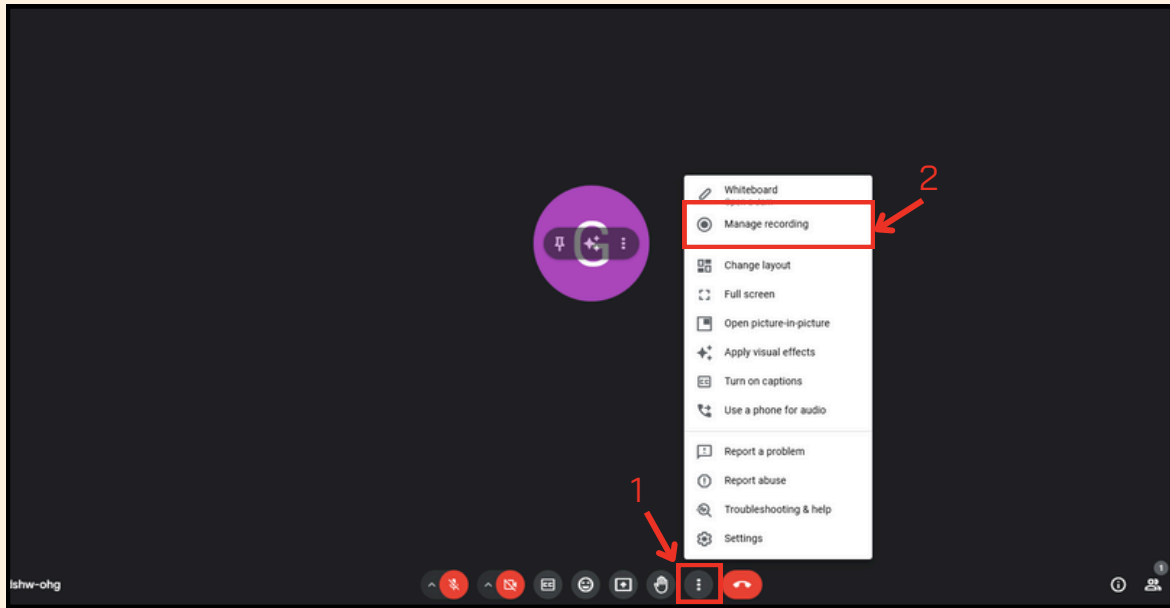 2
Whiteboard
Manage recording
Change layout
Full screen
Open picture-in-picture
Apply visual effects
Turn on captions
Use a phone for audio
Report a problem
Report abuse
Troubleshooting & help
Settings
1
G
lshw-ohg
1